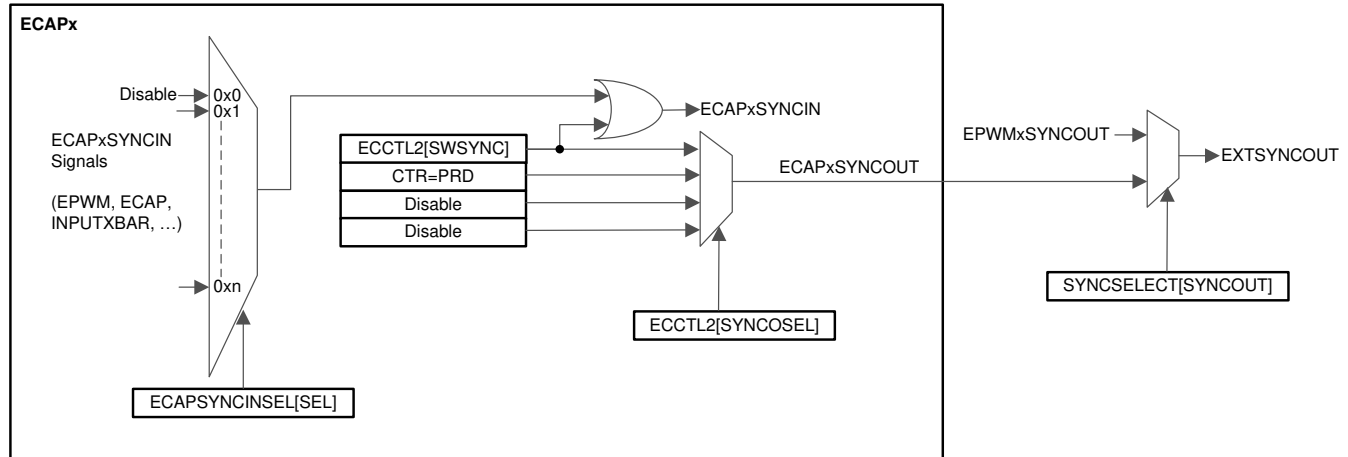 ECAPx
Disable
0x0
0x1
ECAPxSYNCIN
Signals
(EPWM, ECAP,
INPUTXBAR, …)
0xn
ECAPSYNCINSEL[SEL]
ECAPxSYNCIN
ECCTL2[SWSYNC]
CTR=PRD
Disable
Disable
ECAPxSYNCOUT
ECCTL2[SYNCOSEL]
EPWMxSYNCOUT
EXTSYNCOUT
SYNCSELECT[SYNCOUT]